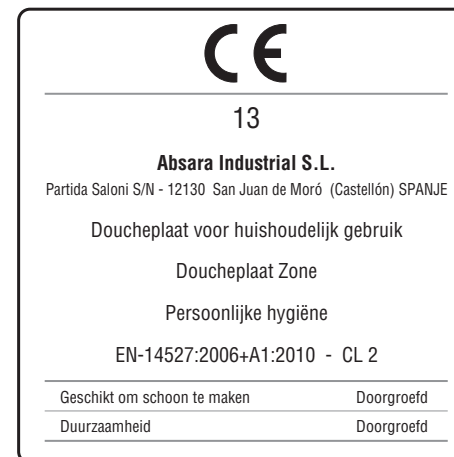 CE
13
Absara Industrial S.L.
Partida Saloni S/N - 12130 San Juan de Moró (Castellón) SPANJE
Doucheplaat voor huishoudelijk gebruik
Doucheplaat Zone
Persoonlijke hygiëne
EN-14527:2006+A1:2010 - CL 2
Geschikt om schoon te maken Doorgroefd
Duurzaamheid Doorgroefd